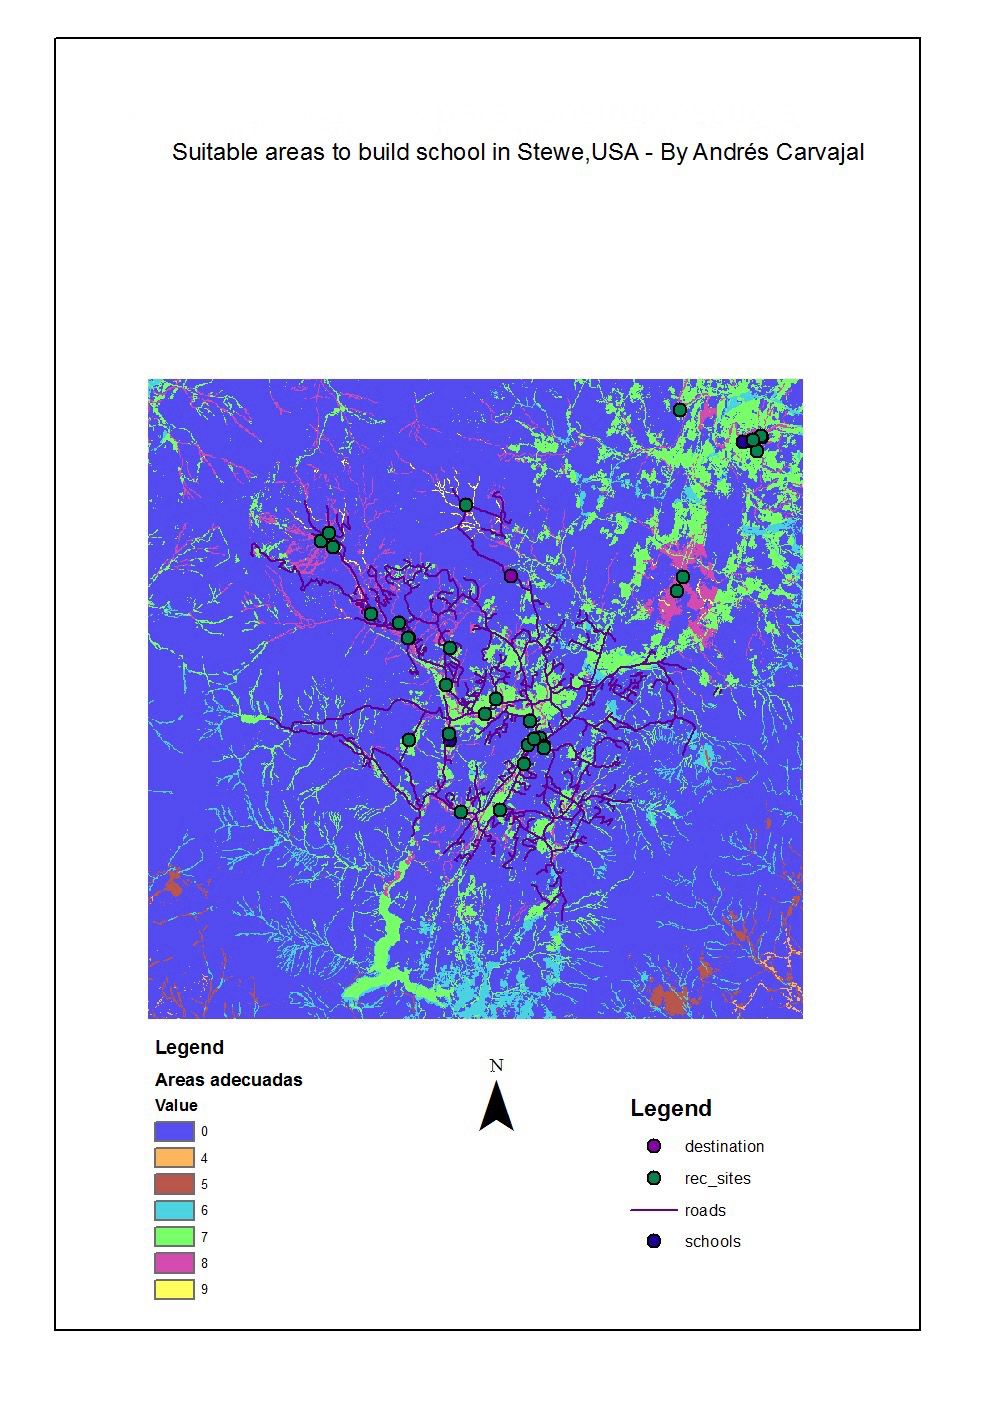 Suitable areas to build school in Stewe,USA - By Andrés Carvajal
Legend
Areas adecuadas
Value
0
4
5
6
7
8
9
N
Legend
destination
rec_sites
roads
schools